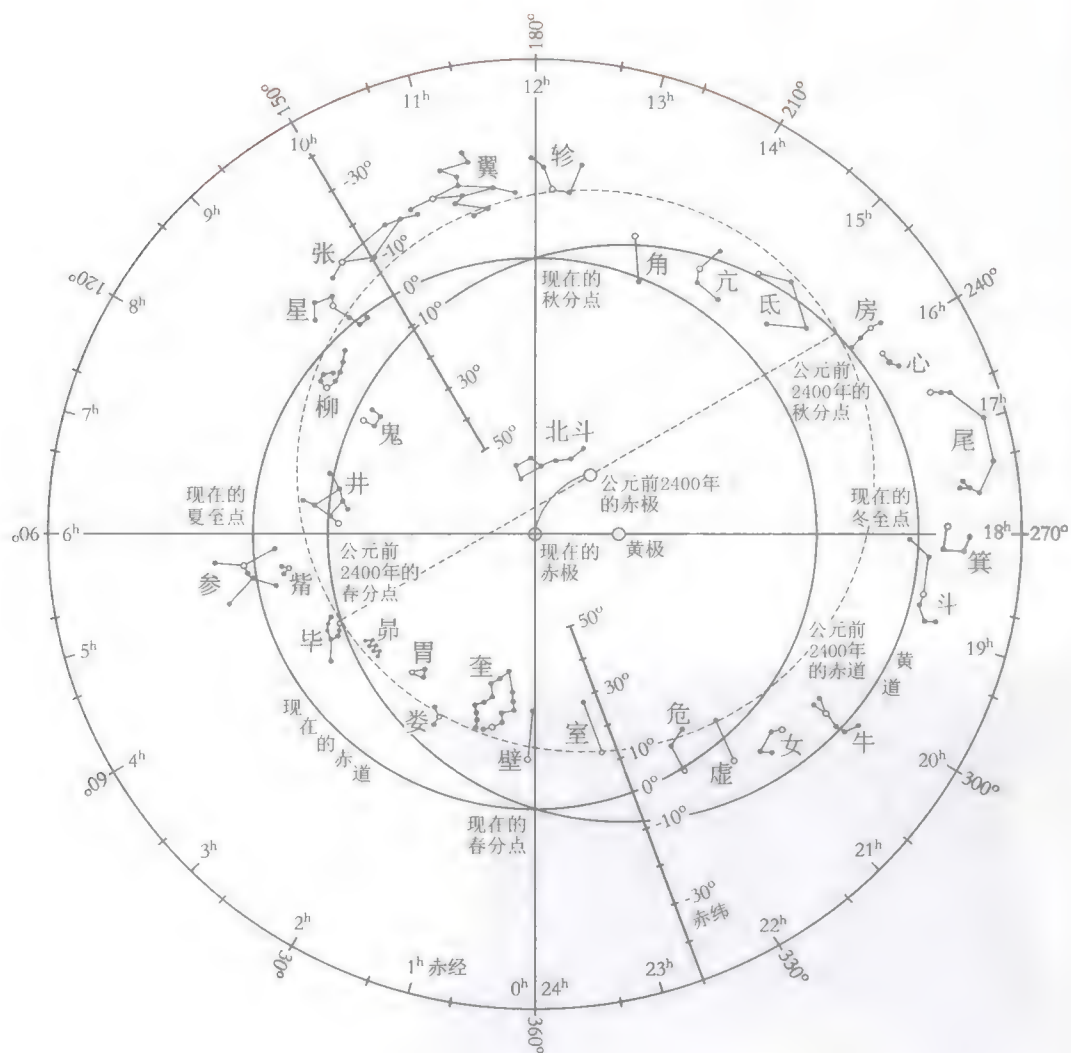 180°
12ʰ
11ʰ
13ʰ
150°
210°
10ʰ
14ʰ
-30°
翼
轸
9ʰ
15ʰ
张
-10°
角
亢
120°
8ʰ
星
0°
现在的
秋分点
氐
房
16ʰ
240°
10°
心
公元前
2400年的
秋分点
7ʰ
柳
30°
17ʰ
鬼
尾
50°
北斗
井
公元前2400年
的赤极
现在的
夏至点
现在的
冬至点
90°
6ʰ
18ʰ
270°
现在的
赤极
黄极
箕
参
觜
公元前
2400年的
春分点
斗
毕
昴
50°
公元前
2400年的
的赤道
黄
道
5ʰ
胃
奎
19ʰ
30°
现
在
的
赤
道
娄
室
危
女
牛
壁
10°
虚
60°
4ʰ
0°
20ʰ
300°
现在的
春分点
-10°
3ʰ
21ʰ
-30°
赤纬
2ʰ
22ʰ
30°
1ʰ 赤经
23ʰ
330°
0ʰ
24ʰ
360°